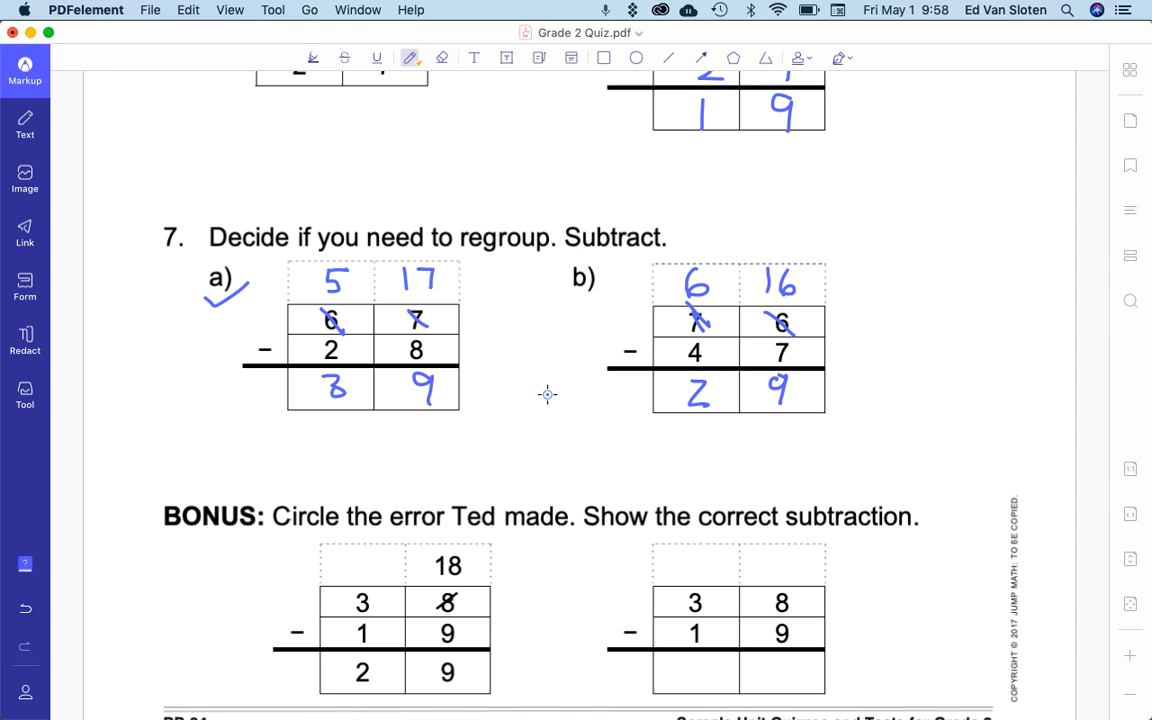 PDFelement File Edit View Tool Go Window Help Fri May 1 9:58 Ed Van Sloten
Grade 2 Quiz.pdf
Markup
Text
Image
Link
Form
Redact
Tool
1 9
7. Decide if you need to regroup. Subtract.
a) 5 17 b) 6 16
6 7 7 6
- 2 8 - 4 7
3 9 2 9
BONUS: Circle the error Ted made. Show the correct subtraction.
18
3 8 3 8
- 1 9 - 1 9
2 9
COPYRIGHT © 2017 JUMP MATH: TO BE COPIED.